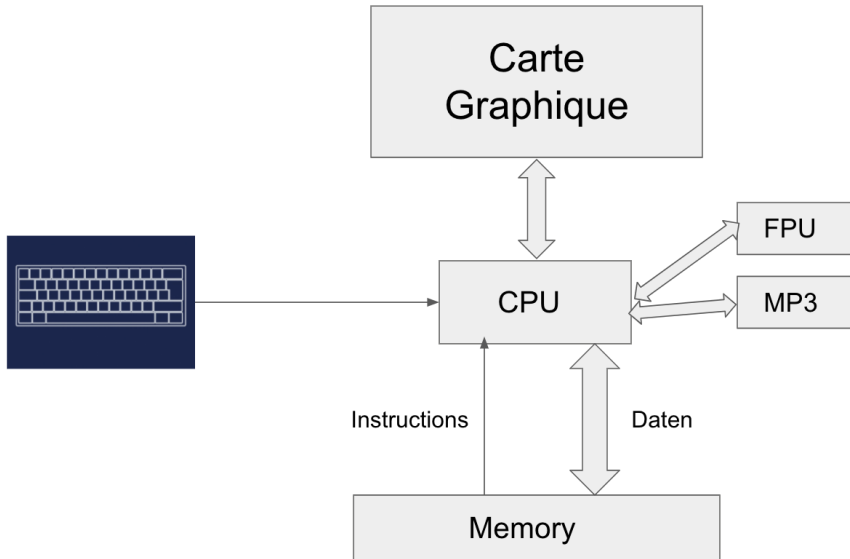 Carte
Graphique
FPU
CPU
MP3
Instructions
Daten
Memory